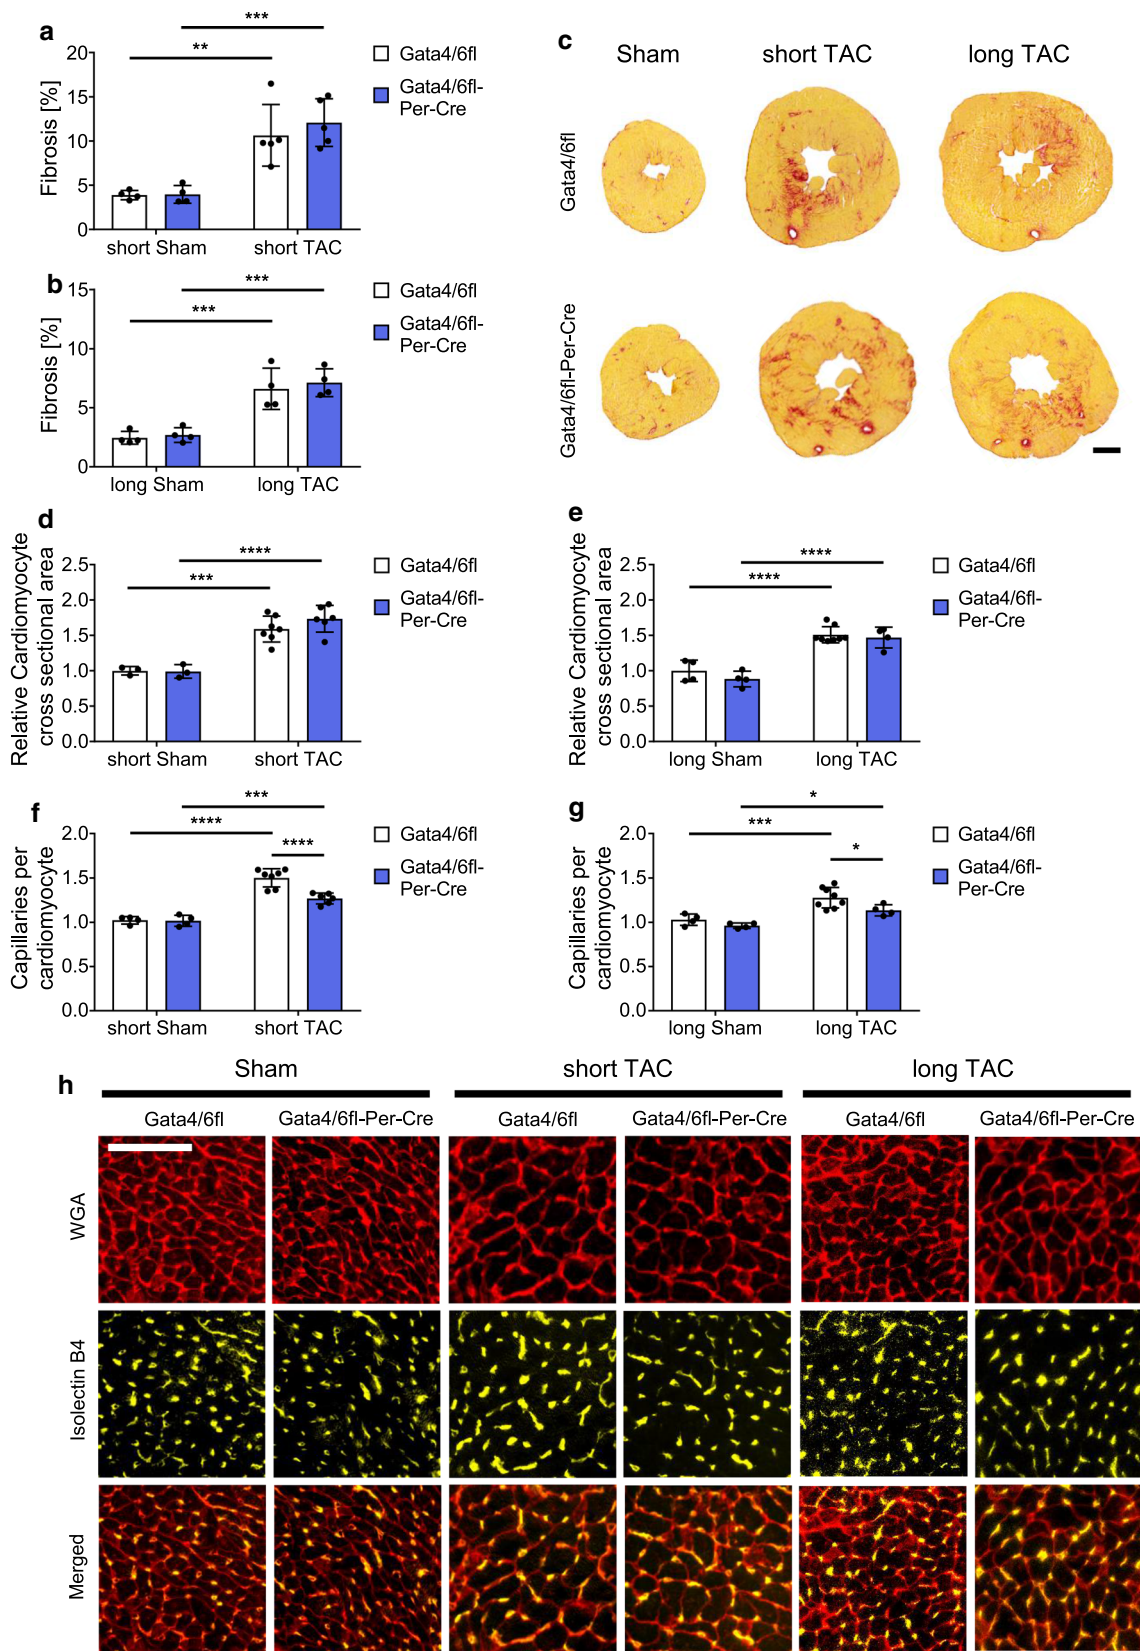 a
Fibrosis [%]
20
15
10
5
0
**
***
short Sham
short TAC
Gata4/6fl
Gata4/6fl-
Per-Cre
b
Fibrosis [%]
15
10
5
0
***
***
long Sham
long TAC
Gata4/6fl
Gata4/6fl-
Per-Cre
c
Sham
short TAC
long TAC
Gata4/6fl
Gata4/6fl-Per-Cre
d
Relative Cardiomyocyte
cross sectional area
2.5
2.0
1.5
1.0
0.5
0.0
***
****
short Sham
short TAC
Gata4/6fl
Gata4/6fl-
Per-Cre
e
Relative Cardiomyocyte
cross sectional area
2.5
2.0
1.5
1.0
0.5
0.0
****
****
long Sham
long TAC
Gata4/6fl
Gata4/6fl-
Per-Cre
f
Capillaries per
cardiomyocyte
2.0
1.5
1.0
0.5
0.0
***
****
****
short Sham
short TAC
Gata4/6fl
Gata4/6fl-
Per-Cre
g
Capillaries per
cardiomyocyte
2.0
1.5
1.0
0.5
0.0
*
***
*
long Sham
long TAC
Gata4/6fl
Gata4/6fl-
Per-Cre
h
Sham
short TAC
long TAC
Gata4/6fl
Gata4/6fl-Per-Cre
Gata4/6fl
Gata4/6fl-Per-Cre
Gata4/6fl
Gata4/6fl-Per-Cre
WGA
Isolectin B4
Merged